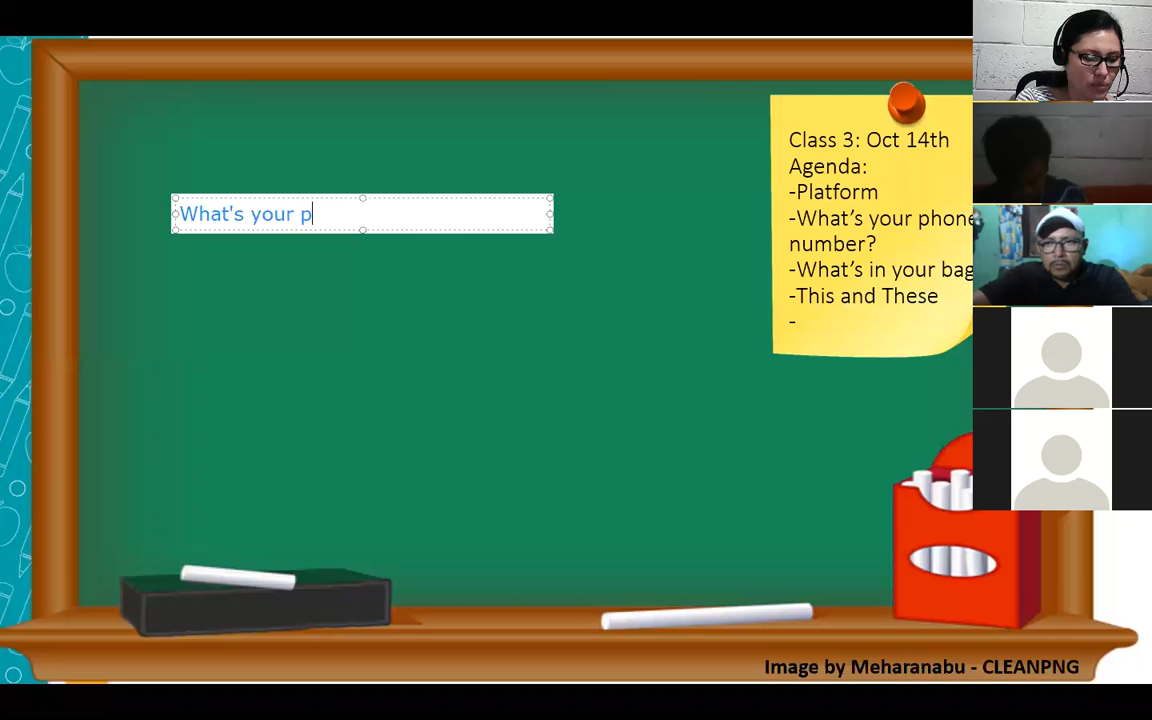 What's your p
Class 3: Oct 14th
Agenda:
-Platform
-What’s your phone
number?
-What’s in your bag
-This and These
-
Image by Meharanabu - CLEANPNG